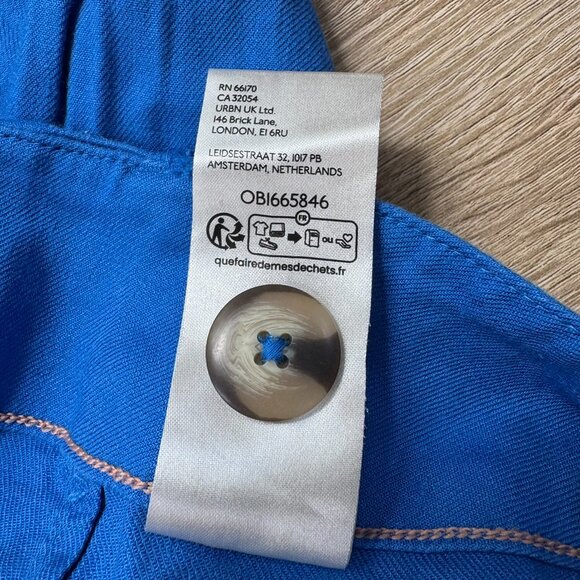 RN 66170
CA 32054
URBN UK Ltd.
146 Brick Lane,
LONDON, E1 6RU
LEIDSESTRAAT 32, 1017 PB
AMSTERDAM, NETHERLANDS
OB1665846
FR
ou
quefairedemesdechets.fr